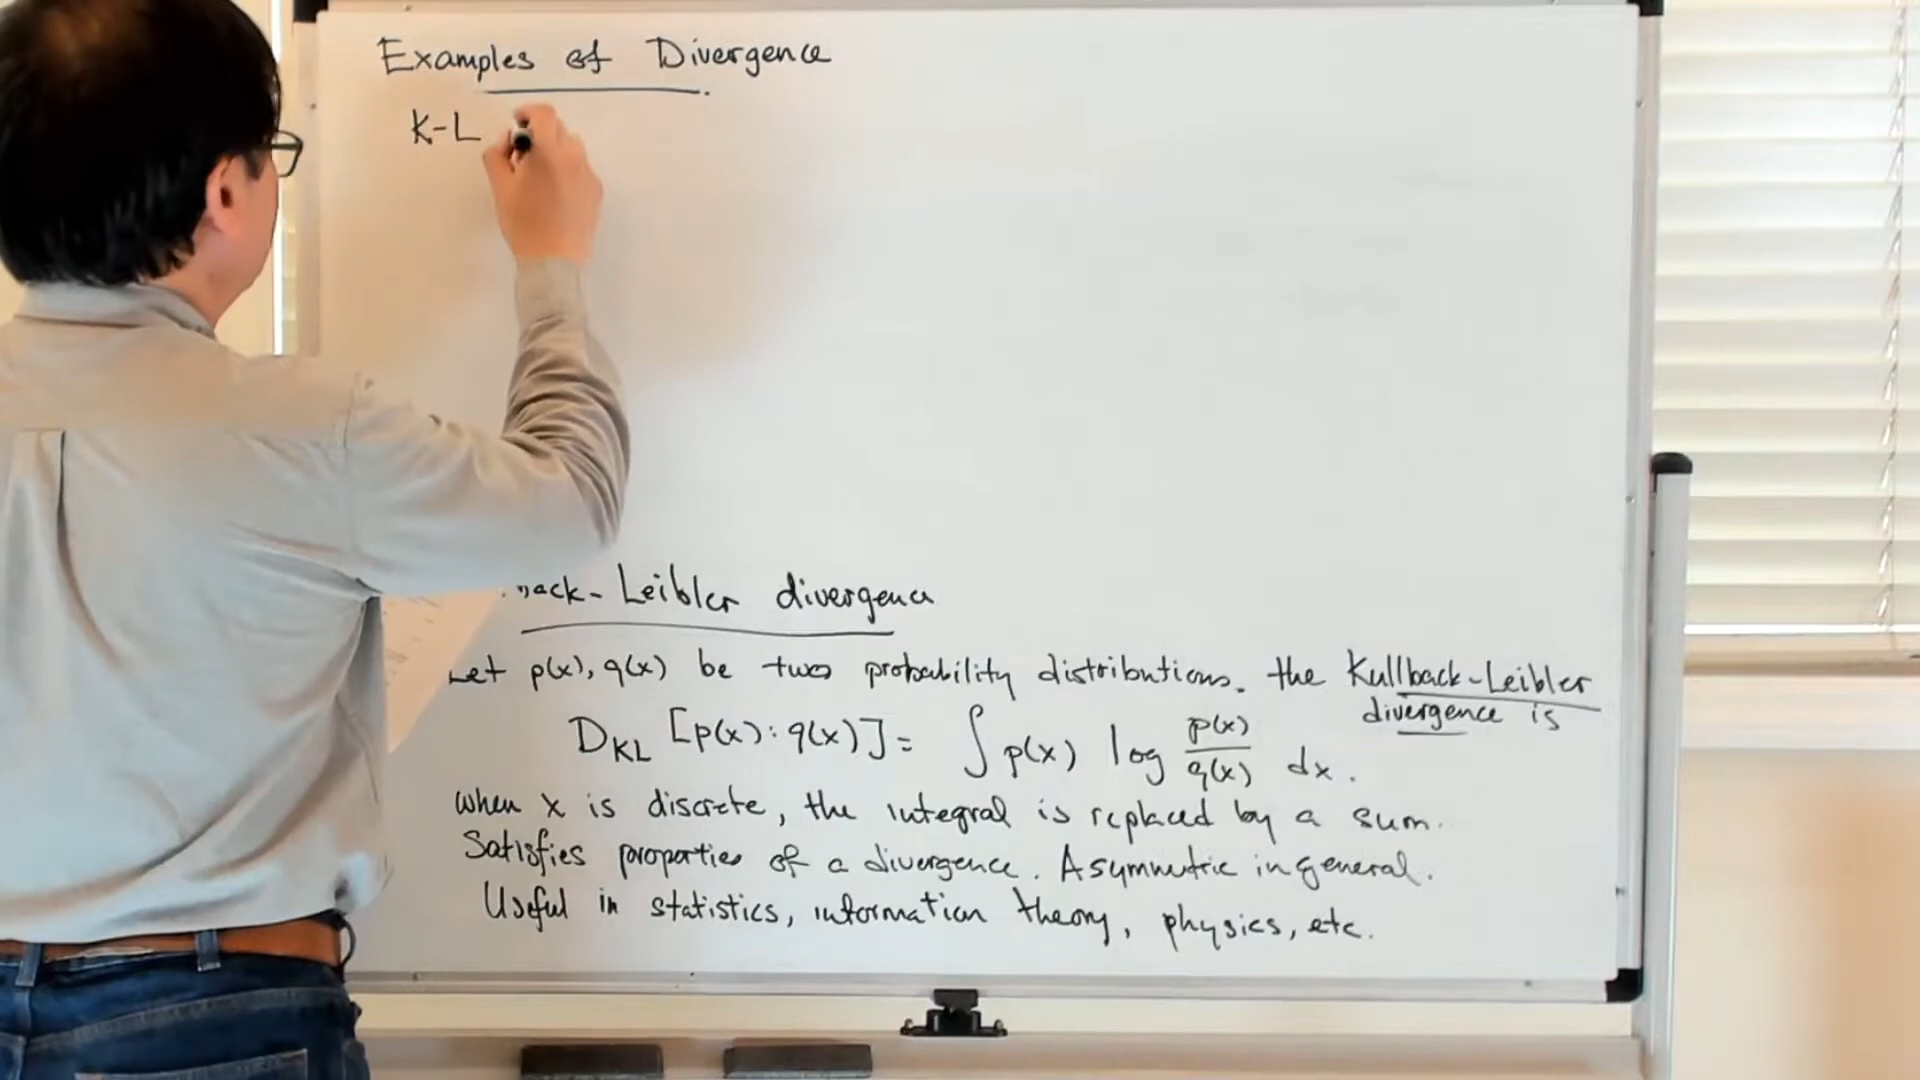 Examples of Divergence
K-L
Leibler divergence
Let p(x), q(x) be two probability distributions. the Kullback-Leibler
divergence is
D_KL [p(x): q(x)] = ∫ p(x) log p(x)/q(x) dx.
when x is discrete, the integral is replaced by a sum.
Satisfies properties of a divergence. Asymmetric in general.
Useful in statistics, information theory, physics, etc.